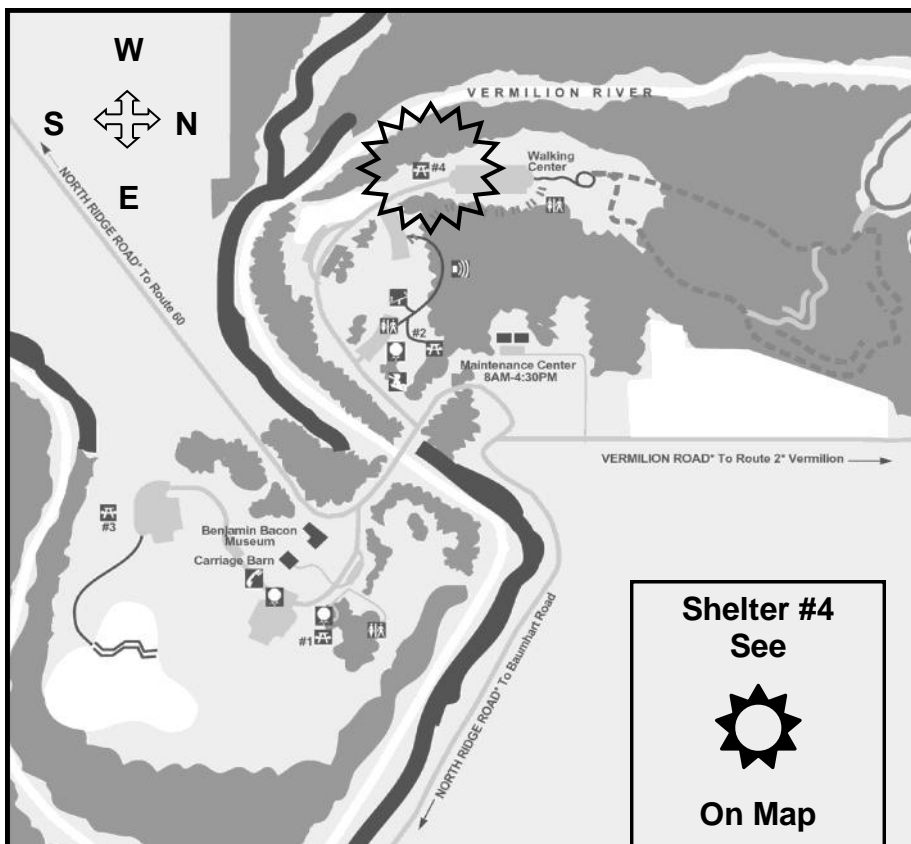 W
S N
E
VERMILION RIVER
#4
Walking
Center
NORTH RIDGE ROAD* To Route 60
#2
Maintenance Center
8AM-4:30PM
VERMILION ROAD* To Route 2* Vermilion
#3
Benjamin Bacon
Museum
Carriage Barn
#1
NORTH RIDGE ROAD* To Baumhart Road
Shelter #4
See
On Map